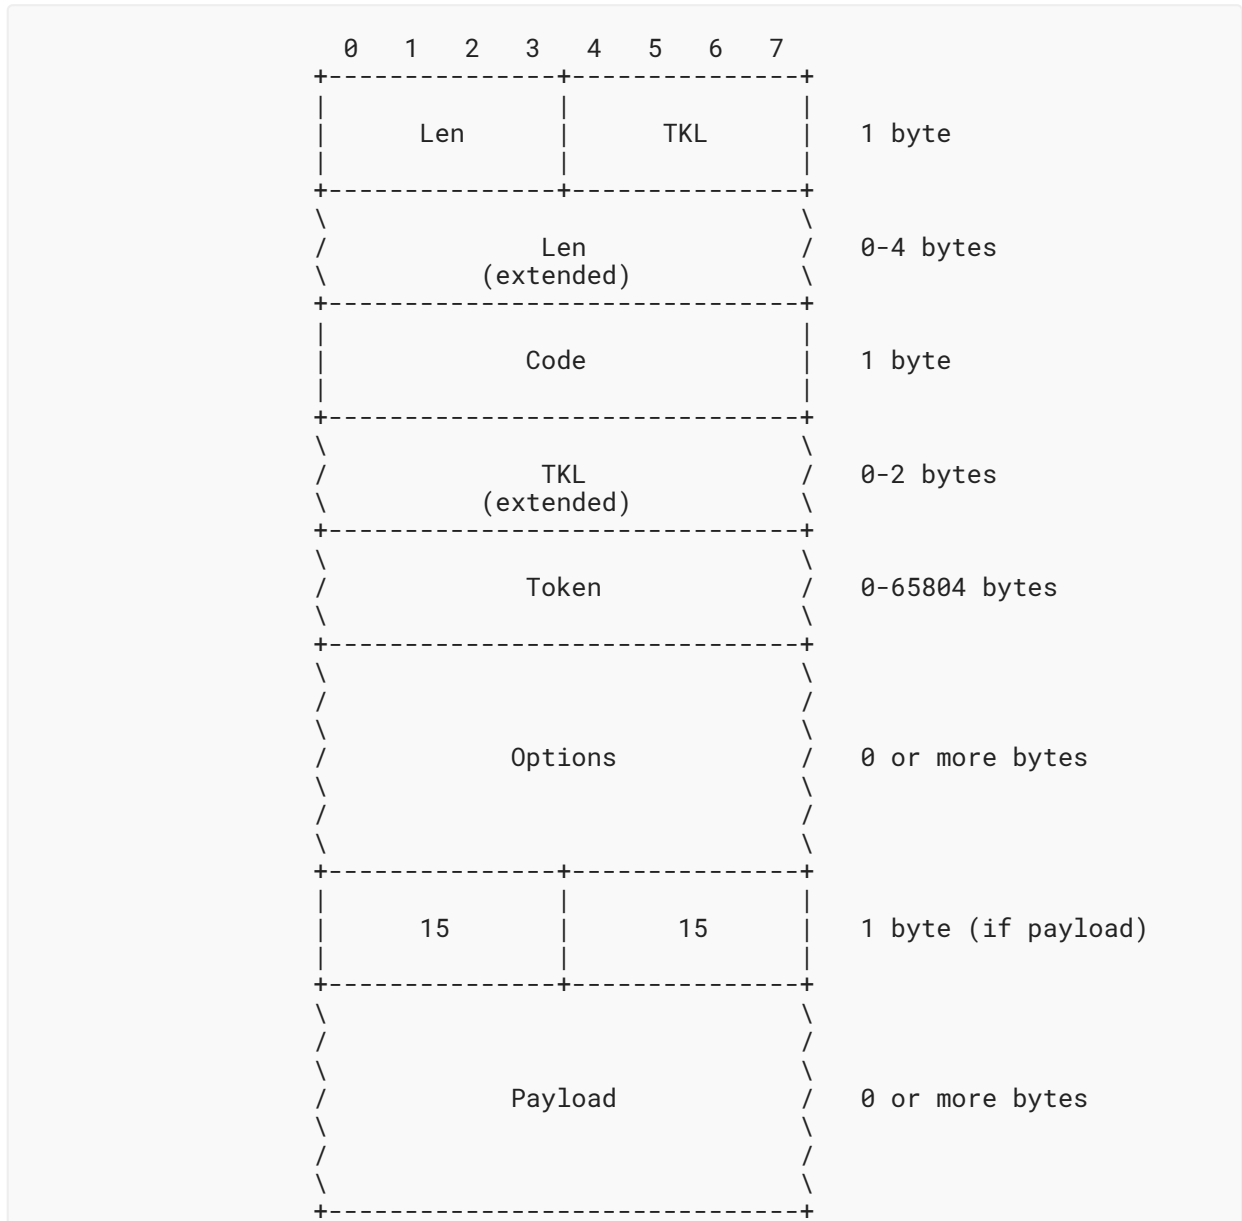 0   1   2   3   4   5   6   7
+---------------+---------------+
|               |               |
|      Len      |      TKL      |   1 byte
|               |               |
+---------------+---------------+
\                               \
/              Len              /   0-4 bytes
\          (extended)           \
+-------------------------------+
|                               |
|             Code              |   1 byte
|                               |
+-------------------------------+
\                               \
/              TKL              /   0-2 bytes
\          (extended)           \
+-------------------------------+
\                               \
/             Token             /   0-65804 bytes
\                               \
+-------------------------------+
\                               \
/                               /
\                               \
/            Options            /   0 or more bytes
\                               \
/                               /
\                               \
+---------------+---------------+
|               |               |
|      15       |       15      |   1 byte (if payload)
|               |               |
+---------------+---------------+
\                               \
/                               /
\                               \
/            Payload            /   0 or more bytes
\                               \
/                               /
\                               \
+-------------------------------+